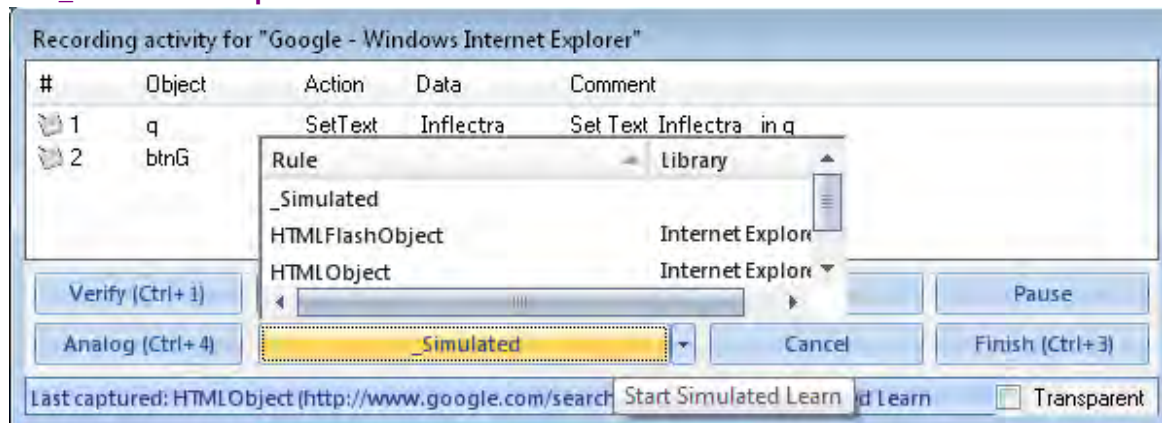 Recording activity for "Google - Windows Internet Explorer"
# Object Action Data Comment
1 q SetText Inflectra Set Text Inflectra in q
2 btnG
Rule Library
_Simulated
HTMLFlashObject Internet Explore
HTMLObject Internet Explore
Verify (Ctrl+1) Pause
Analog (Ctrl+4) _Simulated Cancel Finish (Ctrl+3)
Last captured: HTMLObject (http://www.google.com/search Start Simulated Learn d Learn Transparent